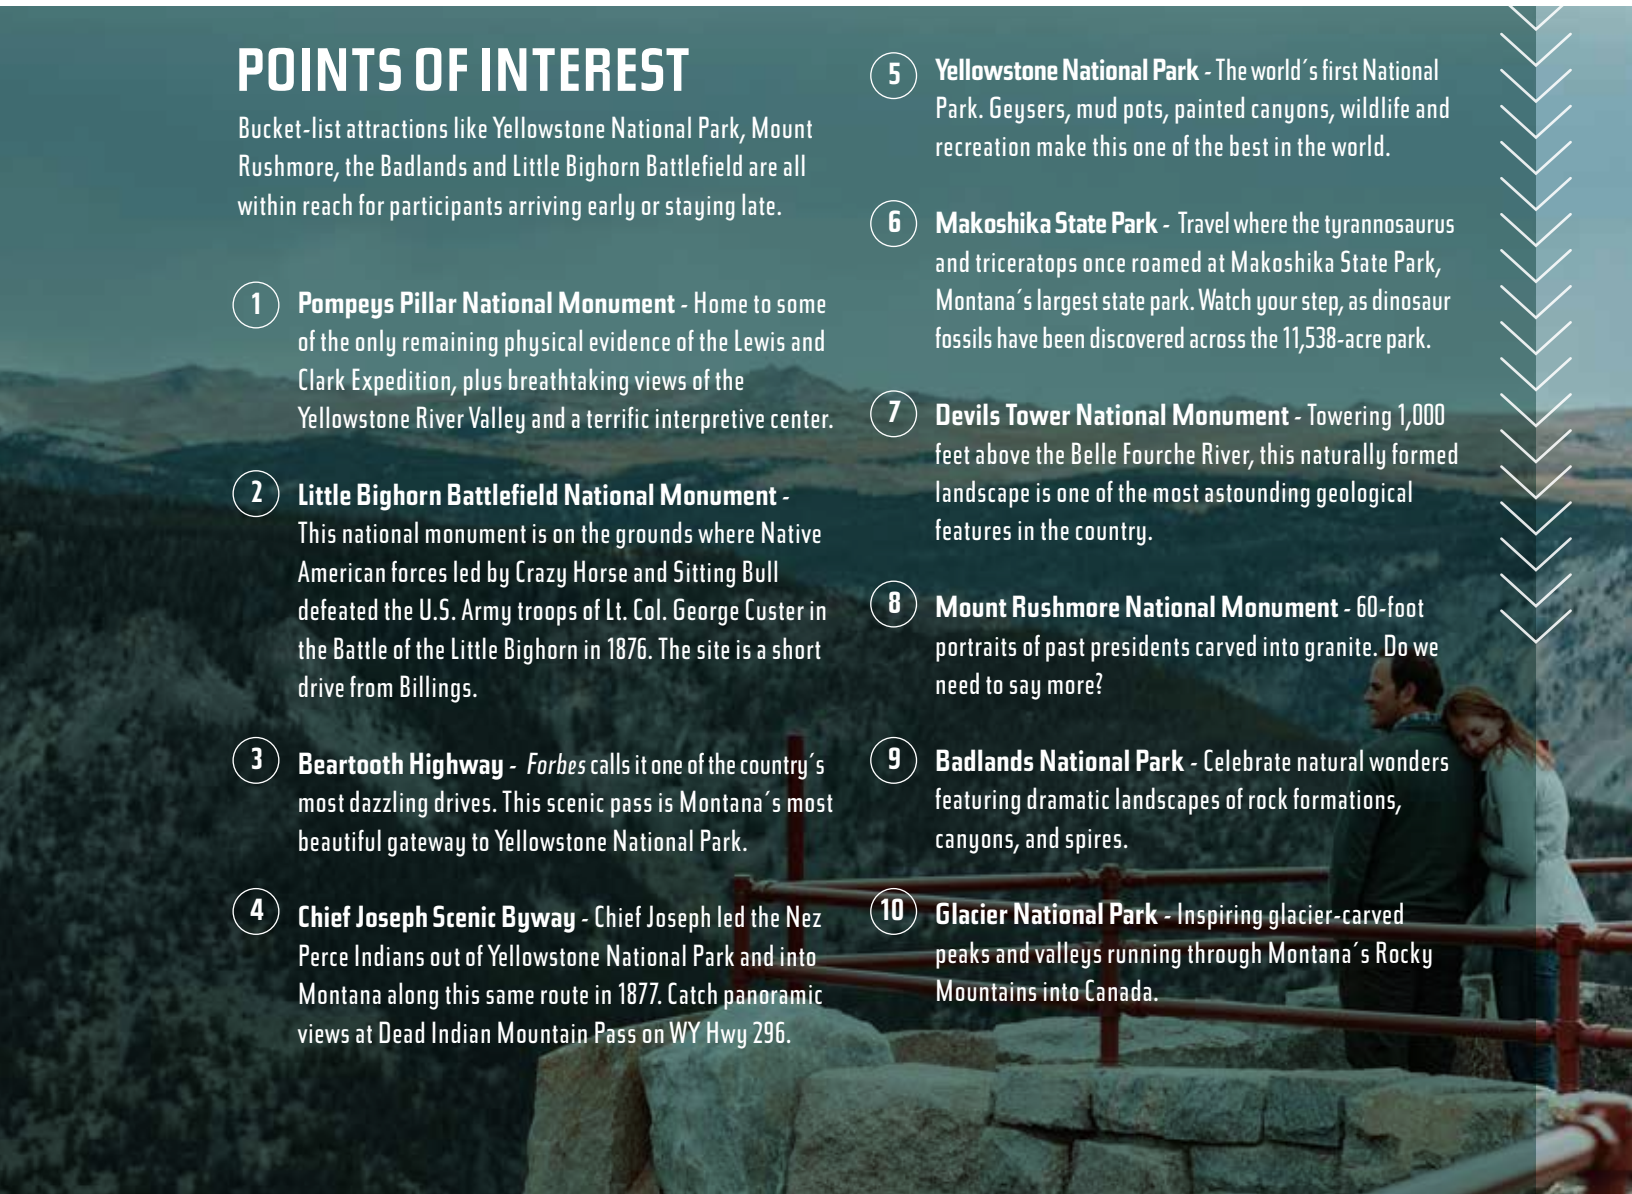 POINTS OF INTEREST
Bucket-list attractions like Yellowstone National Park, Mount
Rushmore, the Badlands and Little Bighorn Battlefield are all
within reach for participants arriving early or staying late.
1
Pompeys Pillar National Monument - Home to some
of the only remaining physical evidence of the Lewis and
Clark Expedition, plus breathtaking views of the
Yellowstone River Valley and a terrific interpretive center.
2
Little Bighorn Battlefield National Monument -
This national monument is on the grounds where Native
American forces led by Crazy Horse and Sitting Bull
defeated the U.S. Army troops of Lt. Col. George Custer in
the Battle of the Little Bighorn in 1876. The site is a short
drive from Billings.
3
Beartooth Highway - Forbes calls it one of the country´s
most dazzling drives. This scenic pass is Montana´s most
beautiful gateway to Yellowstone National Park.
4
Chief Joseph Scenic Byway - Chief Joseph led the Nez
Perce Indians out of Yellowstone National Park and into
Montana along this same route in 1877. Catch panoramic
views at Dead Indian Mountain Pass on WY Hwy 296.
5
Yellowstone National Park - The world´s first National
Park. Geysers, mud pots, painted canyons, wildlife and
recreation make this one of the best in the world.
6
Makoshika State Park - Travel where the tyrannosaurus
and triceratops once roamed at Makoshika State Park,
Montana´s largest state park. Watch your step, as dinosaur
fossils have been discovered across the 11,538-acre park.
7
Devils Tower National Monument - Towering 1,000
feet above the Belle Fourche River, this naturally formed
landscape is one of the most astounding geological
features in the country.
8
Mount Rushmore National Monument - 60-foot
portraits of past presidents carved into granite. Do we
need to say more?
9
Badlands National Park - Celebrate natural wonders
featuring dramatic landscapes of rock formations,
canyons, and spires.
10
Glacier National Park - Inspiring glacier-carved
peaks and valleys running through Montana´s Rocky
Mountains into Canada.